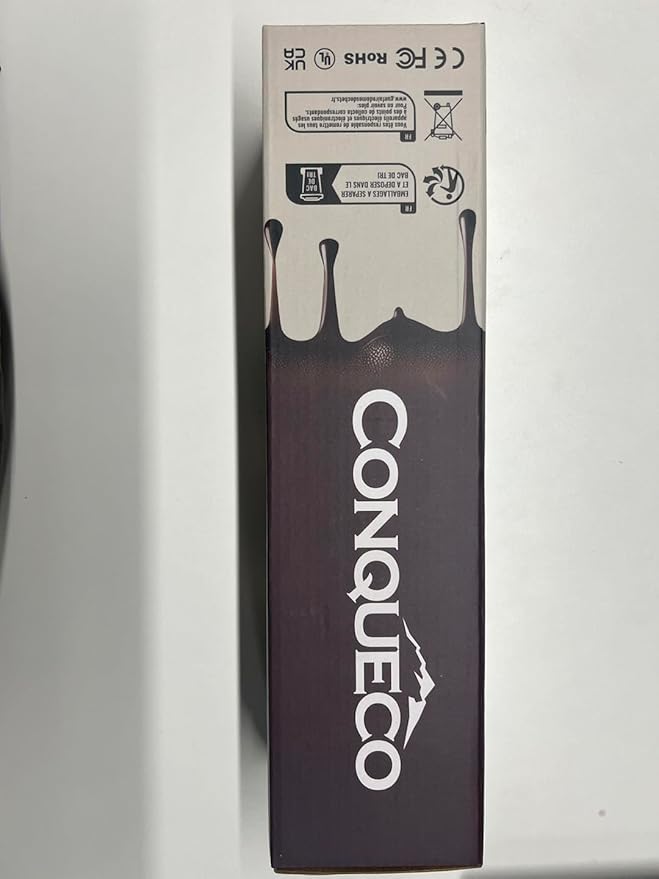 CE FC RoHS UL UK CA
FR
Vous êtes responsable de remettre tous les
appareils électriques et électroniques usagés
à des points de collecte correspondants.
Pour en savoir plus:
www.quefairedemesdechets.fr
FR
EMBALLAGES A SEPARER
ET A DEPOSER DANS LE
BAC DE TRI
BAC
DE
TRI
CONQUECO